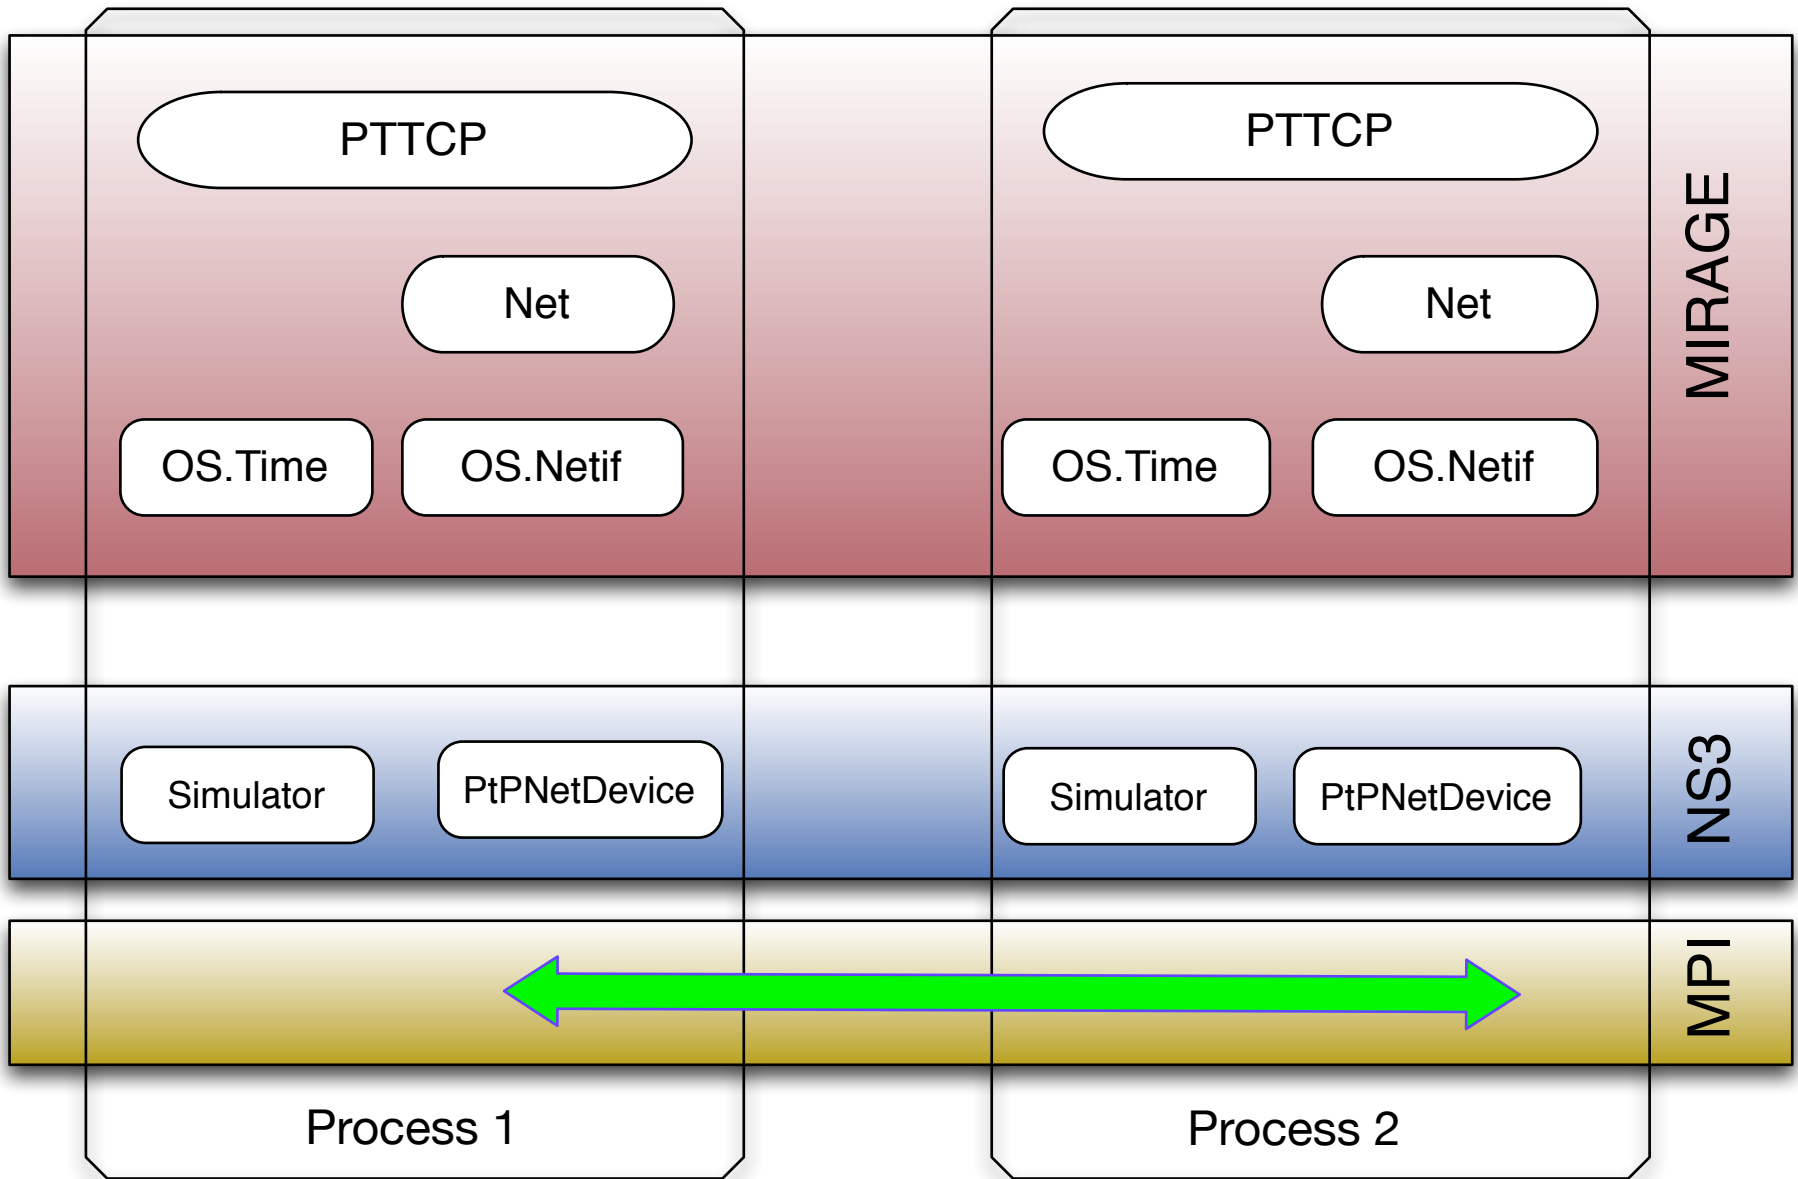 PTTCP
PTTCP
Net
Net
MIRAGE
OS.Time
OS.Netif
OS.Time
OS.Netif
Simulator
PtPNetDevice
Simulator
PtPNetDevice
NS3
MPI
Process 1
Process 2